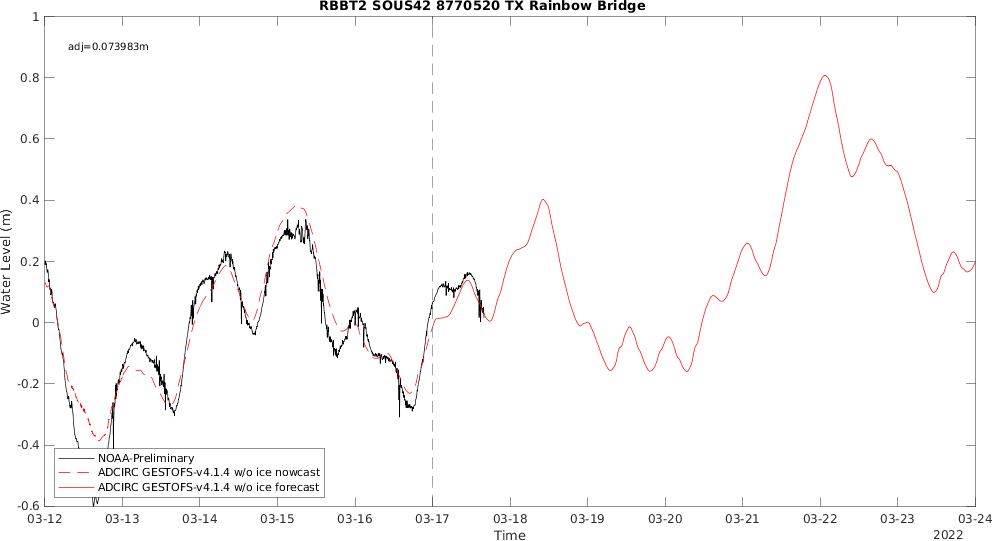 RBBT2 SOUS42 8770520 TX Rainbow Bridge
adj=0.073983m
Water Level (m)
1
0.8
0.6
0.4
0.2
0
-0.2
-0.4
-0.6
NOAA-Preliminary
ADCIRC GESTOFS-v4.1.4 w/o ice nowcast
ADCIRC GESTOFS-v4.1.4 w/o ice forecast
03-12 03-13 03-14 03-15 03-16 03-17 03-18 03-19 03-20 03-21 03-22 03-23 03-24
Time
2022